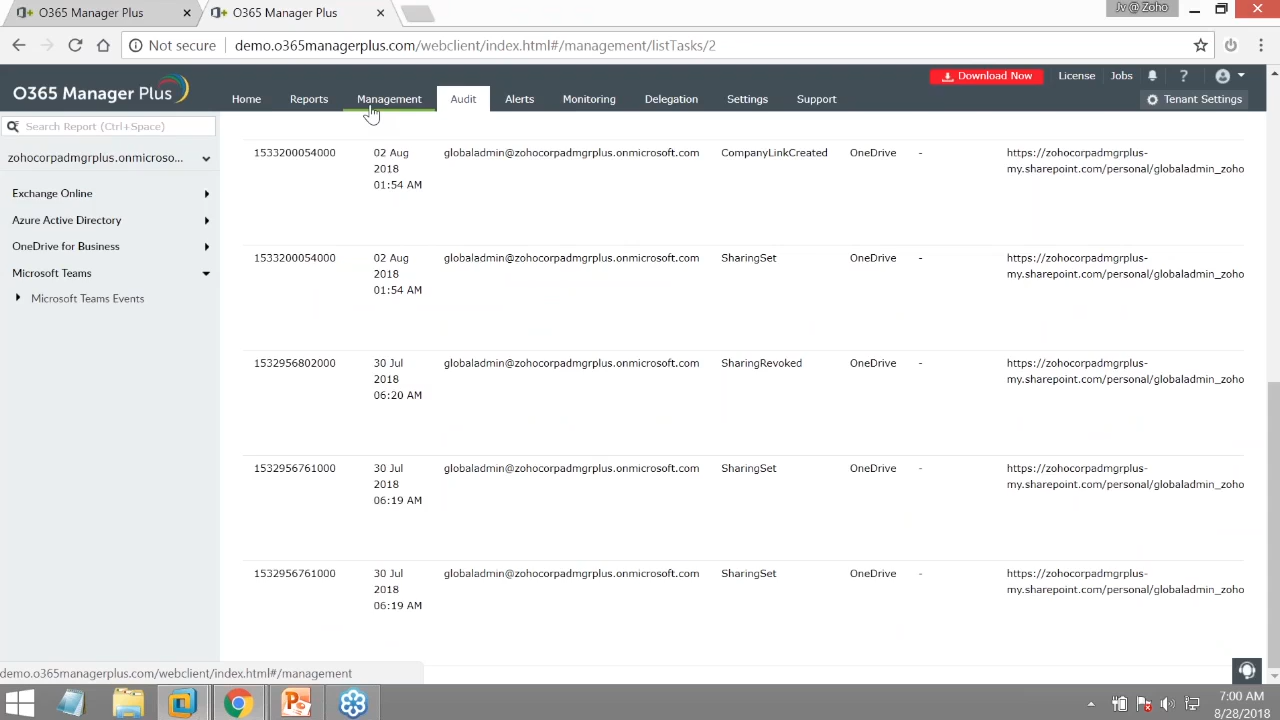 O365 Manager Plus
O365 Manager Plus
Jv @ Zoho
Not secure demo.o365managerplus.com/webclient/index.html#/management/listTasks/2
O365 Manager Plus
Download Now License Jobs ?
Home Reports Management Audit Alerts Monitoring Delegation Settings Support
Tenant Settings
Search Report (Ctrl+Space)
zohocorpadmgrplus.onmicroso...
Exchange Online
Azure Active Directory
OneDrive for Business
Microsoft Teams
Microsoft Teams Events
1533200054000 02 Aug globaladmin@zohocorpadmgrplus.onmicrosoft.com CompanyLinkCreated OneDrive - https://zohocorpadmgrplus-
2018 my.sharepoint.com/personal/globaladmin_zoho
01:54 AM
1533200054000 02 Aug globaladmin@zohocorpadmgrplus.onmicrosoft.com SharingSet OneDrive - https://zohocorpadmgrplus-
2018 my.sharepoint.com/personal/globaladmin_zoho
01:54 AM
1532956802000 30 Jul globaladmin@zohocorpadmgrplus.onmicrosoft.com SharingRevoked OneDrive - https://zohocorpadmgrplus-
2018 my.sharepoint.com/personal/globaladmin_zoho
06:20 AM
1532956761000 30 Jul globaladmin@zohocorpadmgrplus.onmicrosoft.com SharingSet OneDrive - https://zohocorpadmgrplus-
2018 my.sharepoint.com/personal/globaladmin_zoho
06:19 AM
1532956761000 30 Jul globaladmin@zohocorpadmgrplus.onmicrosoft.com SharingSet OneDrive - https://zohocorpadmgrplus-
2018 my.sharepoint.com/personal/globaladmin_zoho
06:19 AM
demo.o365managerplus.com/webclient/index.html#/management
7:00 AM
8/28/2018